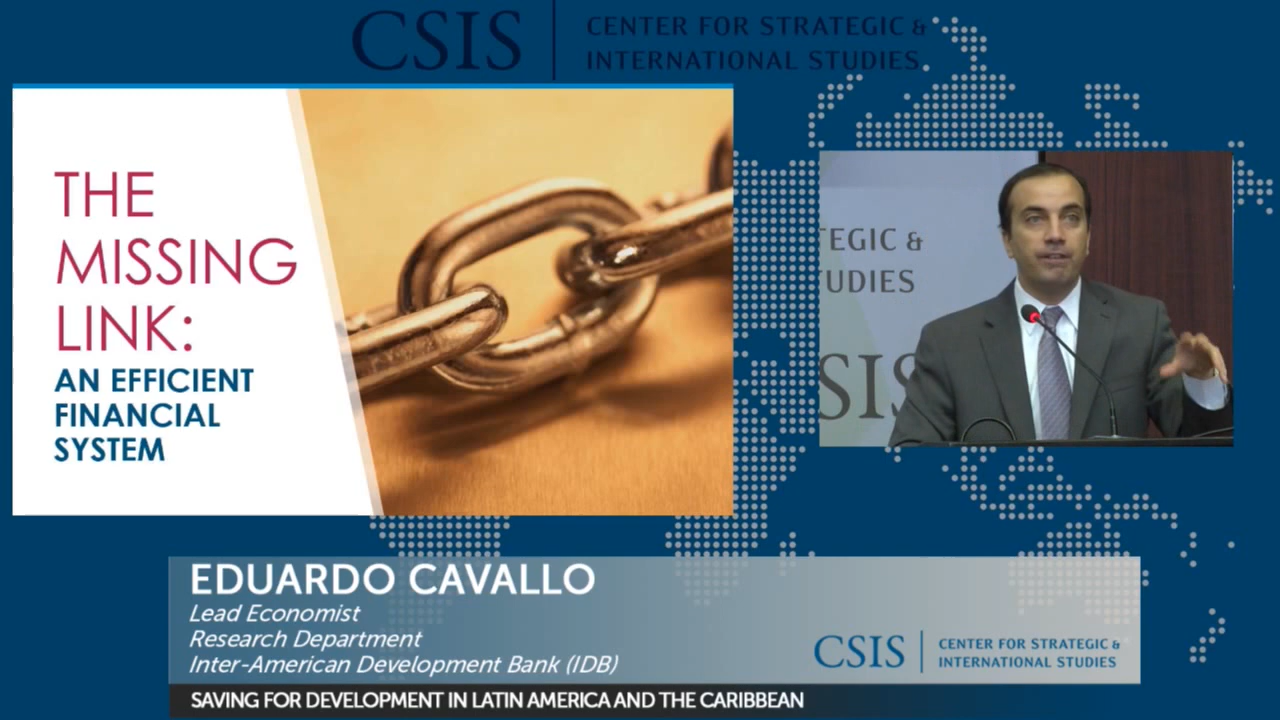 CSIS
CENTER FOR STRATEGIC &
INTERNATIONAL STUDIES
THE
MISSING
LINK:
AN EFFICIENT
FINANCIAL
SYSTEM
TEGIC &
UDIES
CSIS
EDUARDO CAVALLO
Lead Economist
Research Department
Inter-American Development Bank (IDB)
CSIS
CENTER FOR STRATEGIC &
INTERNATIONAL STUDIES
SAVING FOR DEVELOPMENT IN LATIN AMERICA AND THE CARIBBEAN